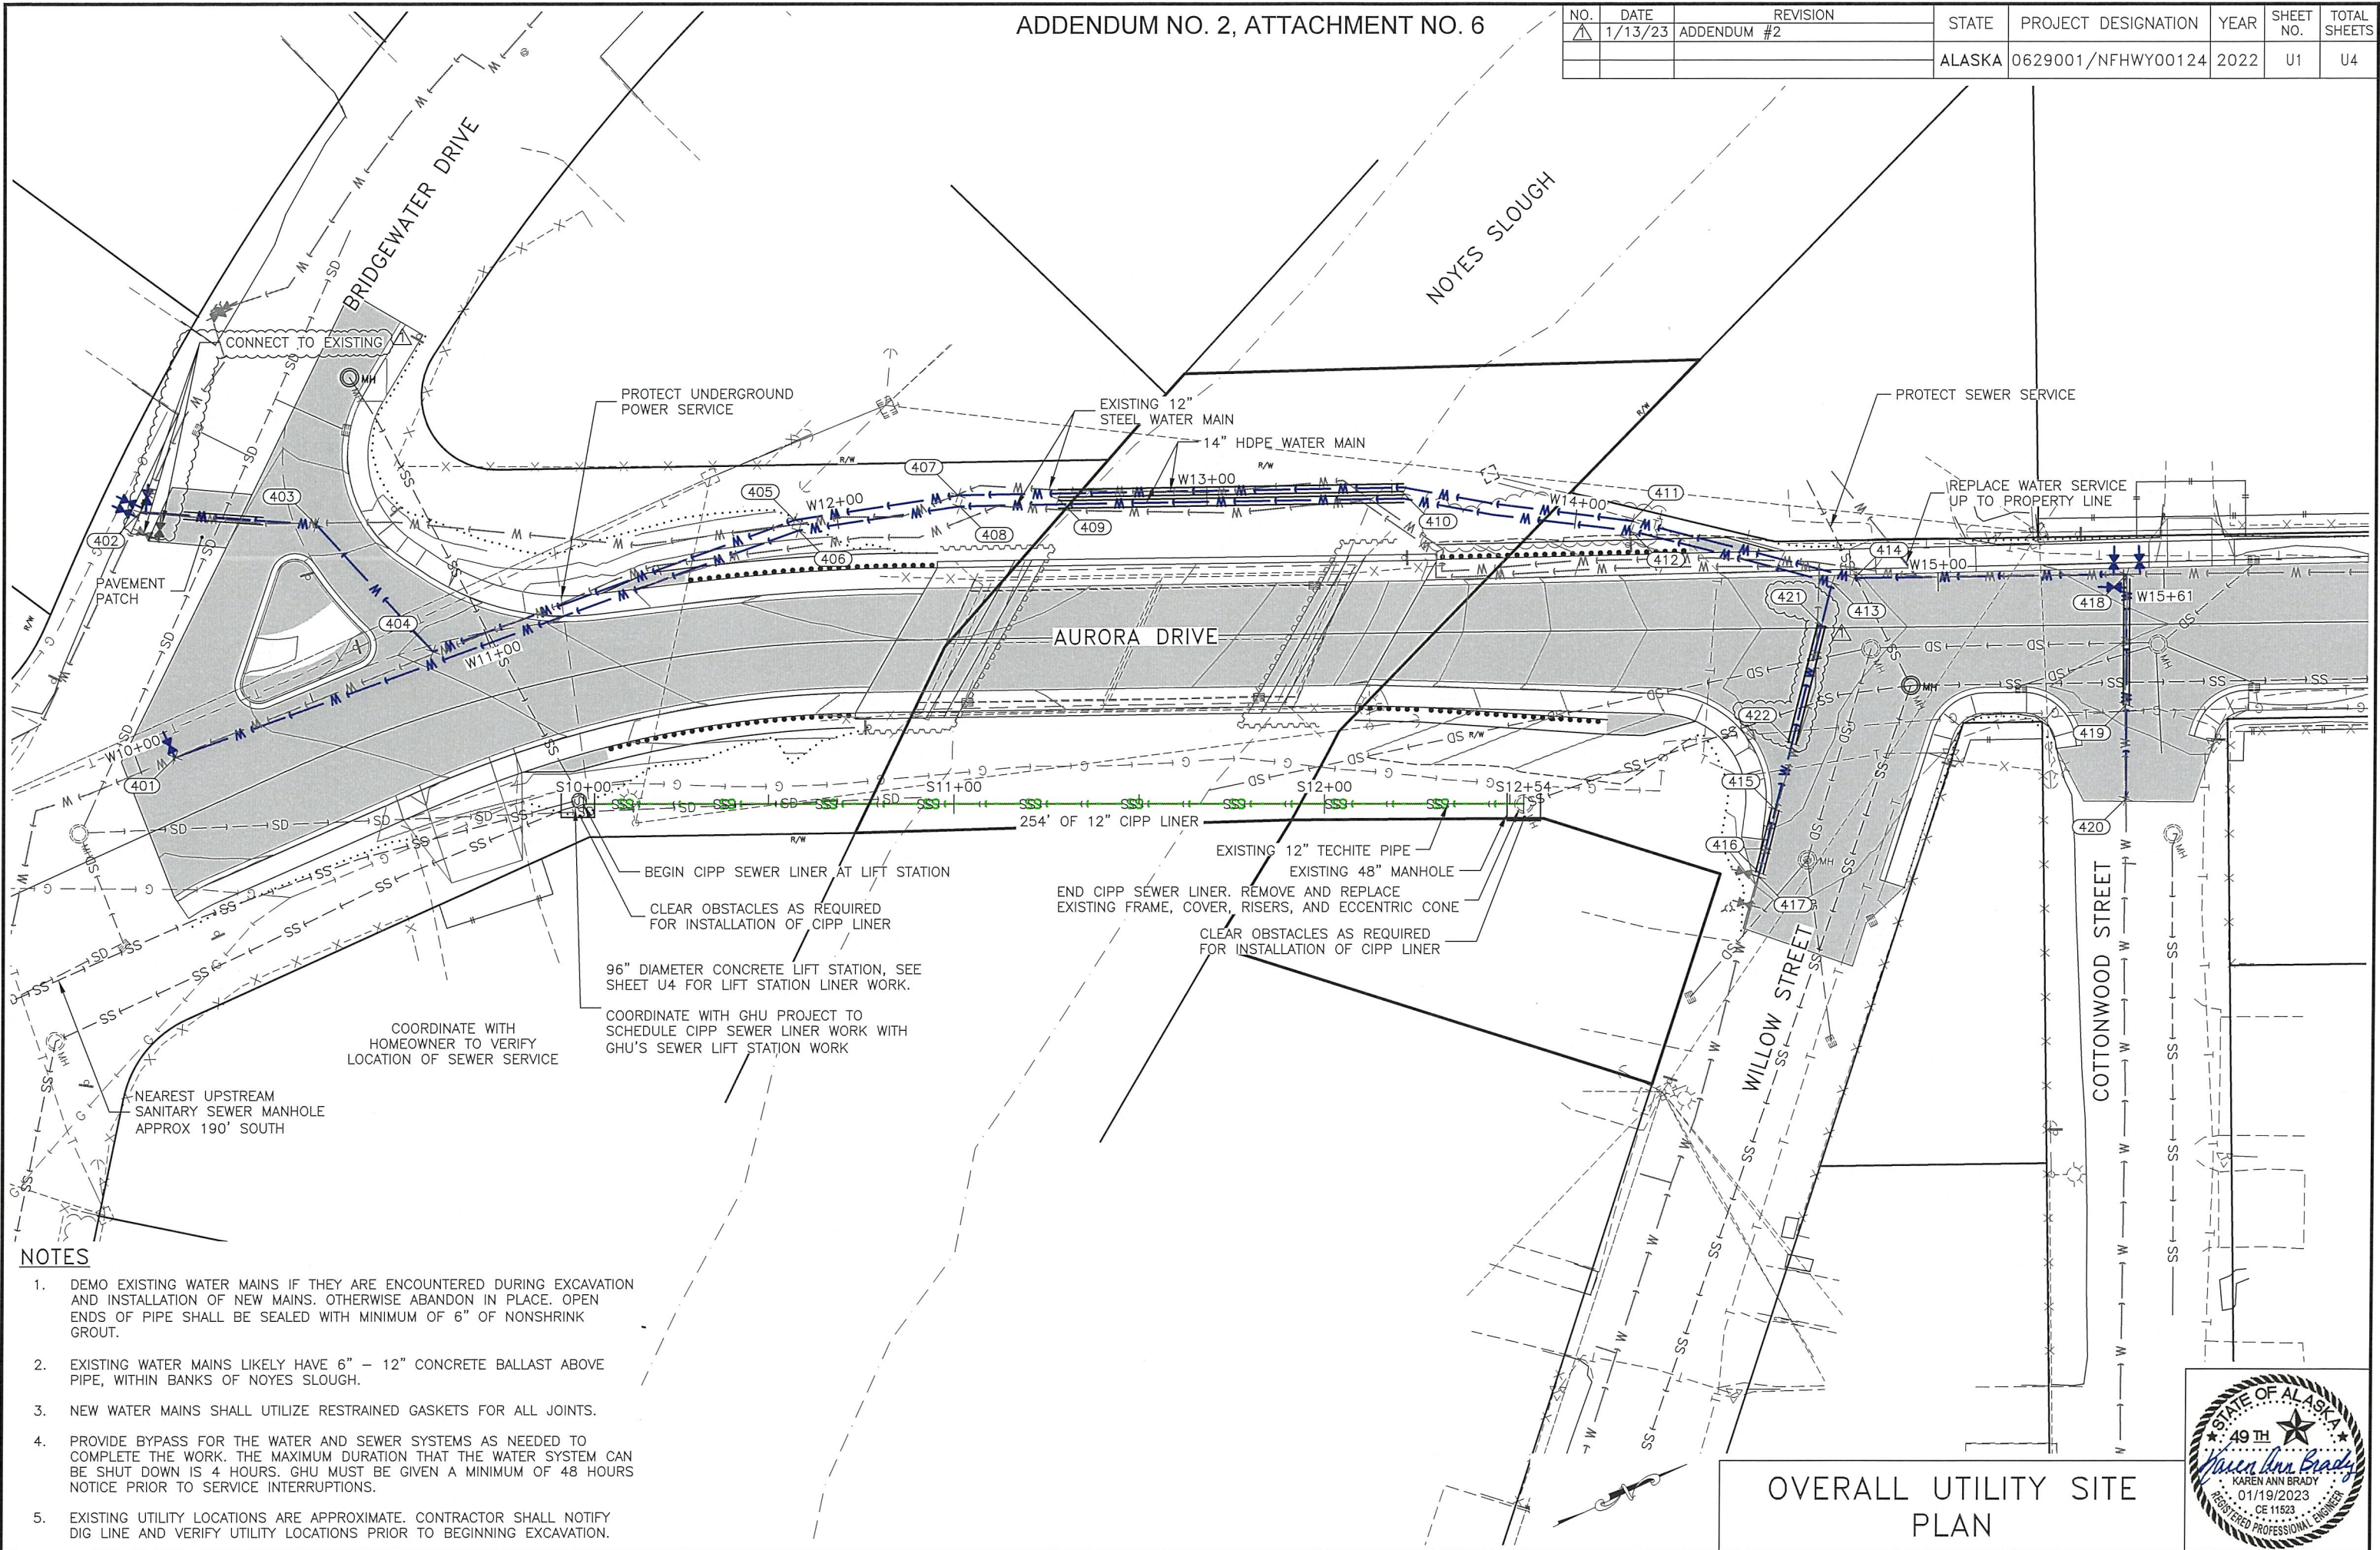 ADDENDUM NO. 2, ATTACHMENT NO. 6
NO. DATE REVISION
1 1/13/23 ADDENDUM #2
STATE PROJECT DESIGNATION YEAR SHEET NO. TOTAL SHEETS
ALASKA 0629001/NFHWY00124 2022 U1 U4
BRIDGEWATER DRIVE
NOYES SLOUGH
CONNECT TO EXISTING
1
MH
PROTECT UNDERGROUND
POWER SERVICE
EXISTING 12"
STEEL WATER MAIN
14" HDPE WATER MAIN
PROTECT SEWER SERVICE
REPLACE WATER SERVICE
UP TO PROPERTY LINE
R/W
R/W
R/W
R/W
402
403
404
405
407
W12+00
406
408
409
W13+00
410
W14+00
411
412
414
413
W15+00
418
W15+61
421
1
422
PAVEMENT
PATCH
W11+00
AURORA DRIVE
W10+00
401
415
416
417
419
420
S10+00
S11+00
S12+00
S12+54
254' OF 12" CIPP LINER
R/W
R/W
BEGIN CIPP SEWER LINER AT LIFT STATION
CLEAR OBSTACLES AS REQUIRED
FOR INSTALLATION OF CIPP LINER
96" DIAMETER CONCRETE LIFT STATION, SEE
SHEET U4 FOR LIFT STATION LINER WORK.
COORDINATE WITH GHU PROJECT TO
SCHEDULE CIPP SEWER LINER WORK WITH
GHU'S SEWER LIFT STATION WORK
EXISTING 12" TECHITE PIPE
EXISTING 48" MANHOLE
END CIPP SEWER LINER. REMOVE AND REPLACE
EXISTING FRAME, COVER, RISERS, AND ECCENTRIC CONE
CLEAR OBSTACLES AS REQUIRED
FOR INSTALLATION OF CIPP LINER
COORDINATE WITH
HOMEOWNER TO VERIFY
LOCATION OF SEWER SERVICE
NEAREST UPSTREAM
SANITARY SEWER MANHOLE
APPROX 190' SOUTH
WILLOW STREET
COTTONWOOD STREET
NOTES
1. DEMO EXISTING WATER MAINS IF THEY ARE ENCOUNTERED DURING EXCAVATION
AND INSTALLATION OF NEW MAINS. OTHERWISE ABANDON IN PLACE. OPEN
ENDS OF PIPE SHALL BE SEALED WITH MINIMUM OF 6" OF NONSHRINK
GROUT.
2. EXISTING WATER MAINS LIKELY HAVE 6" – 12" CONCRETE BALLAST ABOVE
PIPE, WITHIN BANKS OF NOYES SLOUGH.
3. NEW WATER MAINS SHALL UTILIZE RESTRAINED GASKETS FOR ALL JOINTS.
4. PROVIDE BYPASS FOR THE WATER AND SEWER SYSTEMS AS NEEDED TO
COMPLETE THE WORK. THE MAXIMUM DURATION THAT THE WATER SYSTEM CAN
BE SHUT DOWN IS 4 HOURS. GHU MUST BE GIVEN A MINIMUM OF 48 HOURS
NOTICE PRIOR TO SERVICE INTERRUPTIONS.
5. EXISTING UTILITY LOCATIONS ARE APPROXIMATE. CONTRACTOR SHALL NOTIFY
DIG LINE AND VERIFY UTILITY LOCATIONS PRIOR TO BEGINNING EXCAVATION.
OVERALL UTILITY SITE
PLAN
STATE OF ALASKA
49 TH
Karen Ann Brady
KAREN ANN BRADY
01/19/2023
CE 11523
REGISTERED PROFESSIONAL ENGINEER